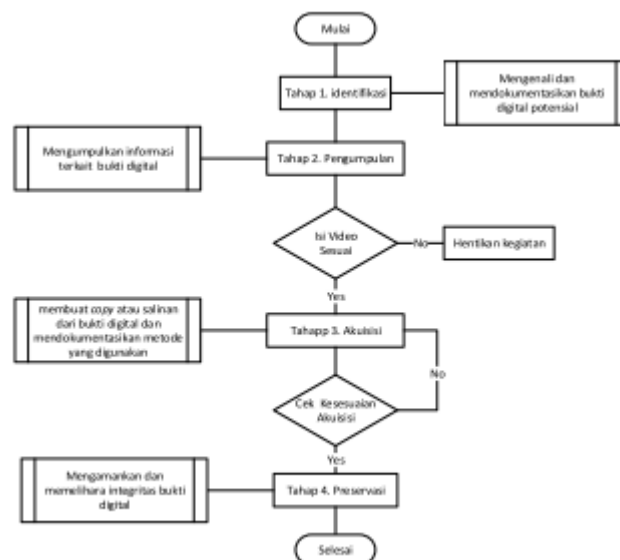 Mulai
Tahap 1. identifikasi
Mengenali dan
mendokumentasikan bukti
digital potensial
Mengumpulkan informasi
terkait bukti digital
Tahap 2. Pengumpulan
Isi Video
Sesuai
No
Hentikan kegiatan
Yes
membuat copy atau salinan
dari bukti digital dan
mendokumentasikan metode
yang digunakan
Tahapp 3. Akuisisi
No
Cek Kesesuaian
Akuisisi
Yes
Mengamankan dan
memelihara integritas bukti
digital
Tahap 4. Preservasi
Selesai